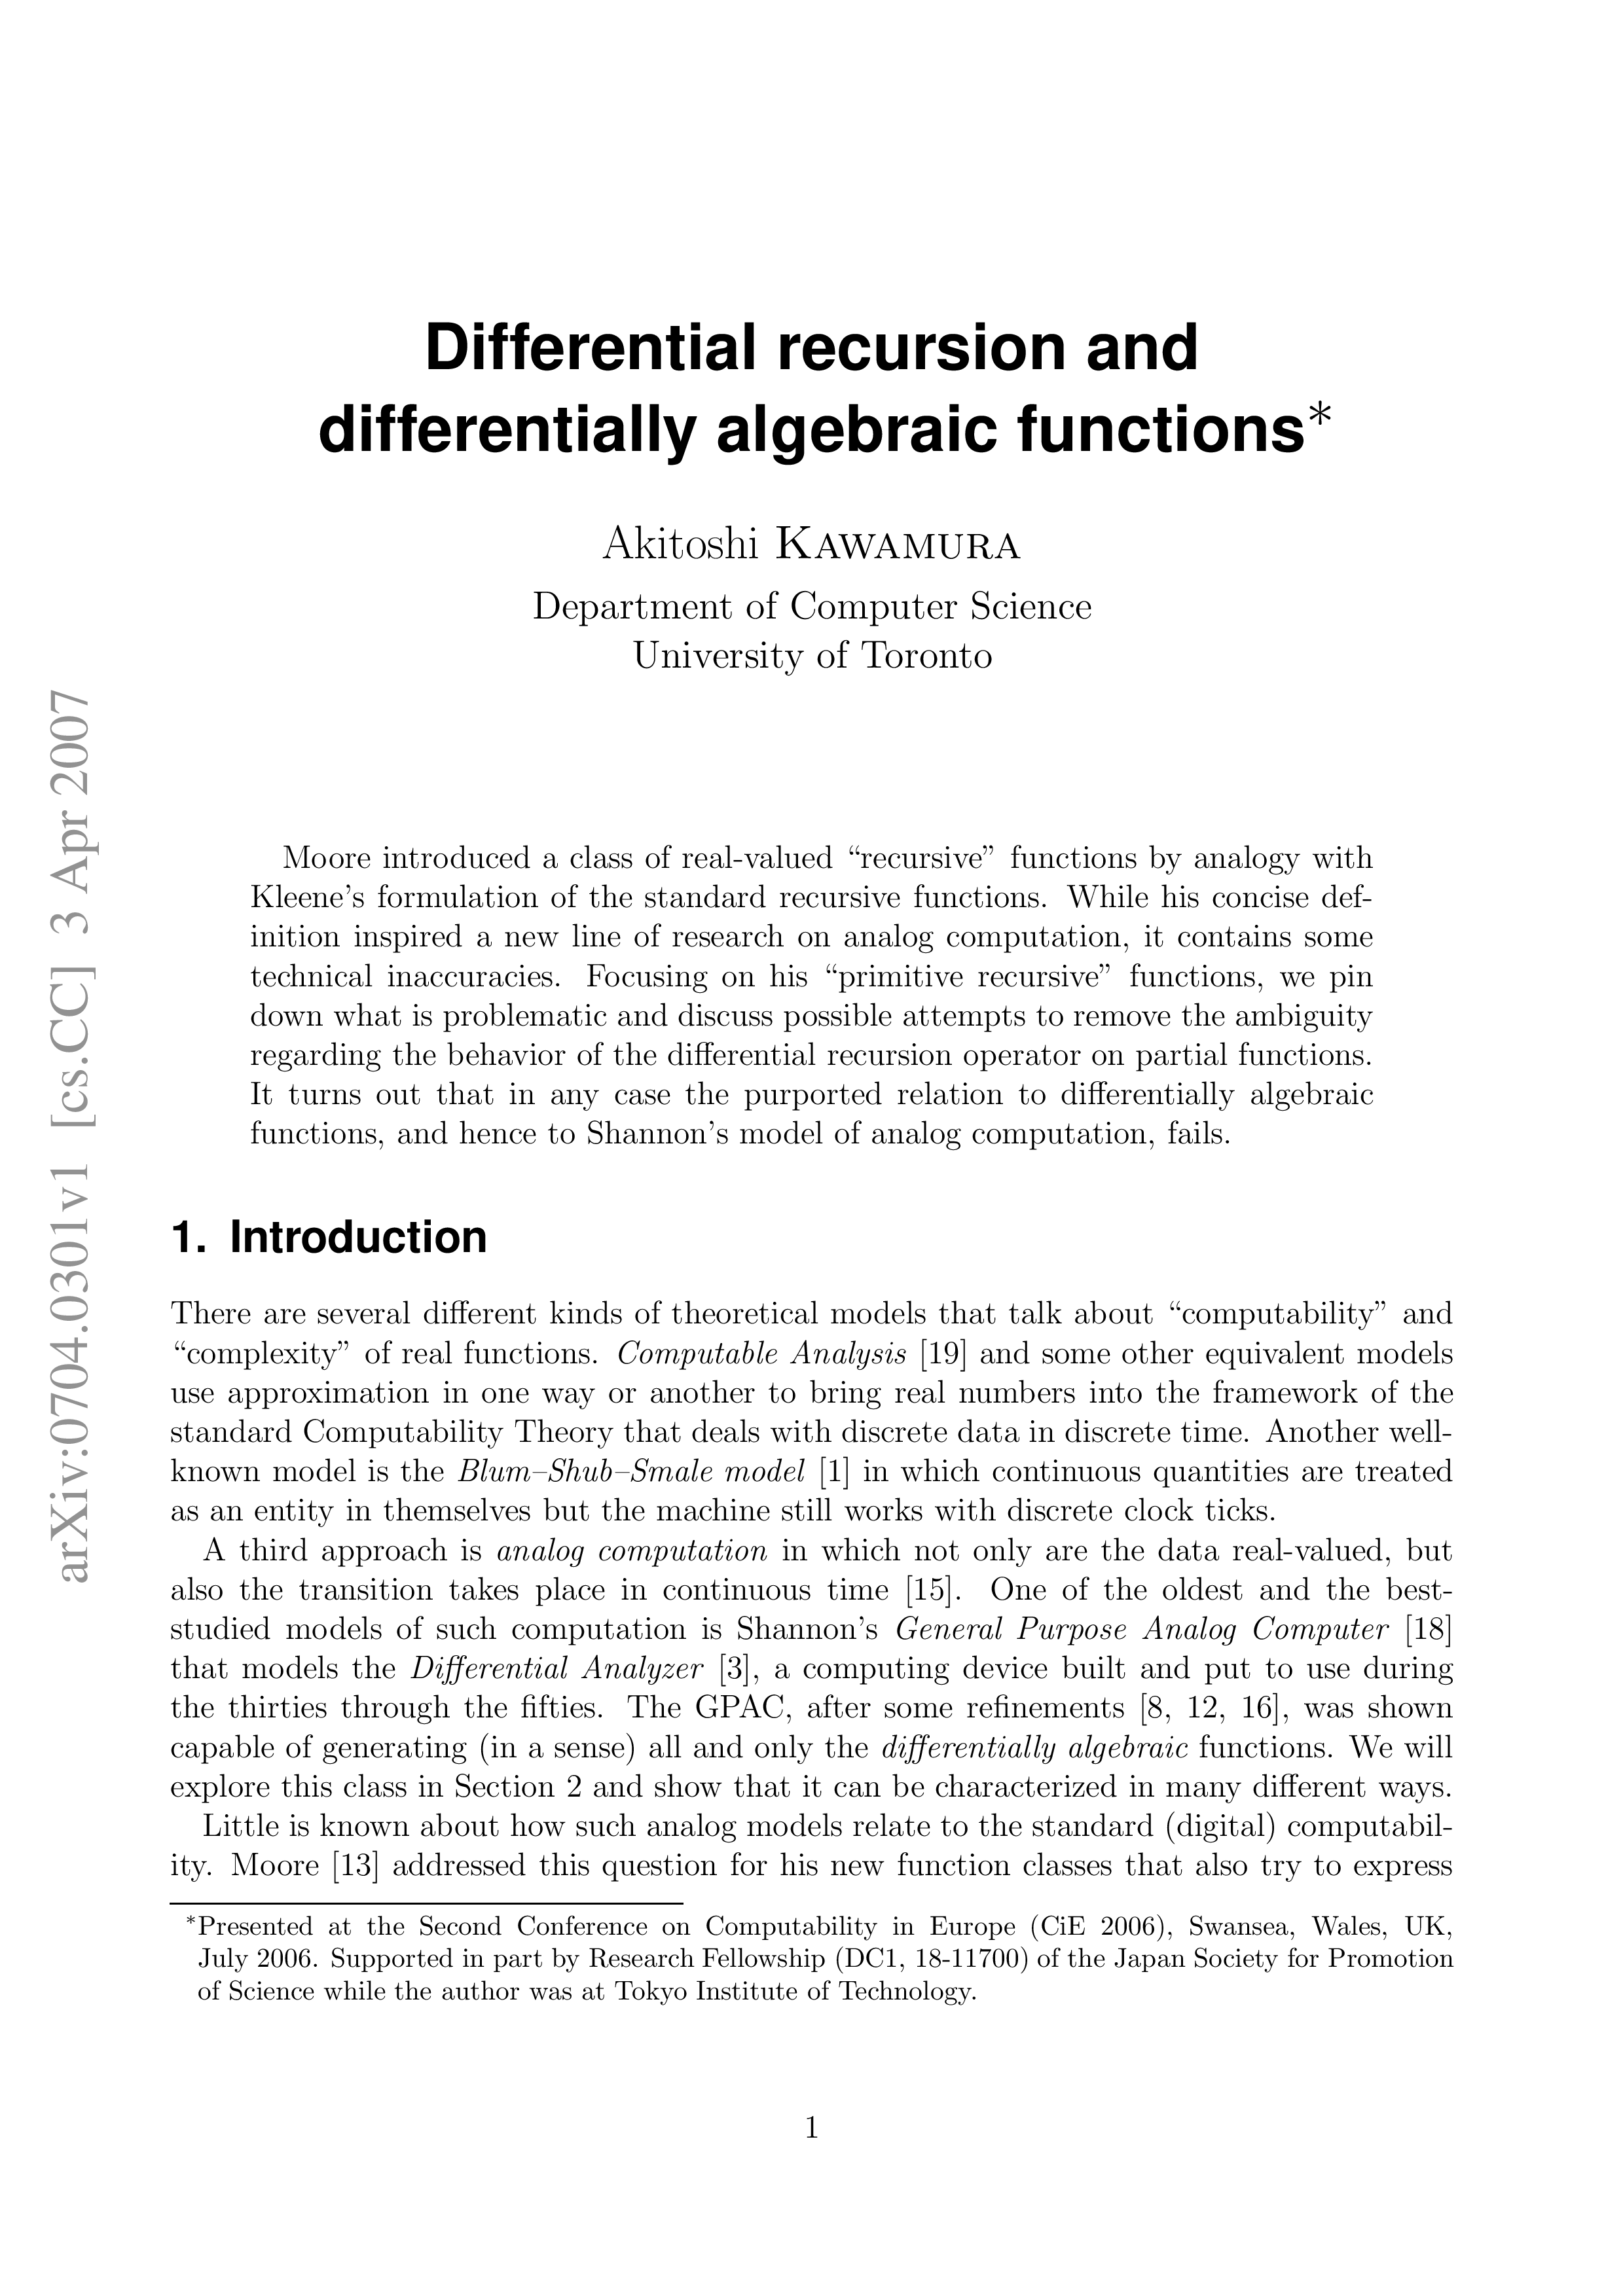 Differential recursion and
differentially algebraic functions*
Akitoshi KAWAMURA
Department of Computer Science
University of Toronto
arXiv:0704.0301v1 [cs.CC] 3 Apr 2007
Moore introduced a class of real-valued “recursive” functions by analogy with
Kleene’s formulation of the standard recursive functions. While his concise def-
inition inspired a new line of research on analog computation, it contains some
technical inaccuracies. Focusing on his “primitive recursive” functions, we pin
down what is problematic and discuss possible attempts to remove the ambiguity
regarding the behavior of the differential recursion operator on partial functions.
It turns out that in any case the purported relation to differentially algebraic
functions, and hence to Shannon’s model of analog computation, fails.
1. Introduction
There are several different kinds of theoretical models that talk about “computability” and
“complexity” of real functions. Computable Analysis [19] and some other equivalent models
use approximation in one way or another to bring real numbers into the framework of the
standard Computability Theory that deals with discrete data in discrete time. Another well-
known model is the Blum–Shub–Smale model [1] in which continuous quantities are treated
as an entity in themselves but the machine still works with discrete clock ticks.
A third approach is analog computation in which not only are the data real-valued, but
also the transition takes place in continuous time [15]. One of the oldest and the best-
studied models of such computation is Shannon’s General Purpose Analog Computer [18]
that models the Differential Analyzer [3], a computing device built and put to use during
the thirties through the fifties. The GPAC, after some refinements [8, 12, 16], was shown
capable of generating (in a sense) all and only the differentially algebraic functions. We will
explore this class in Section 2 and show that it can be characterized in many different ways.
Little is known about how such analog models relate to the standard (digital) computabil-
ity. Moore [13] addressed this question for his new function classes that also try to express
*Presented at the Second Conference on Computability in Europe (CiE 2006), Swansea, Wales, UK,
July 2006. Supported in part by Research Fellowship (DC1, 18-11700) of the Japan Society for Promotion
of Science while the author was at Tokyo Institute of Technology.
1